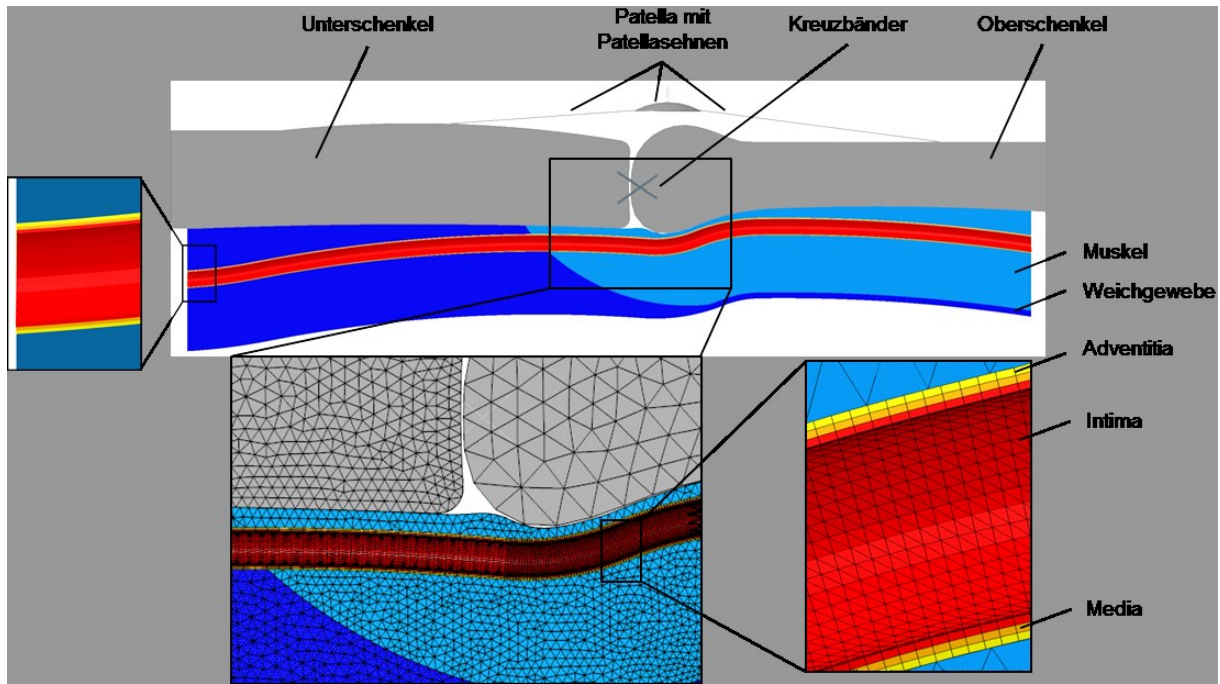 Unterschenkel
Patella mit
Patellasehnen
Kreuzbänder
Oberschenkel
Muskel
Weichgewebe
Adventitia
Intima
Media